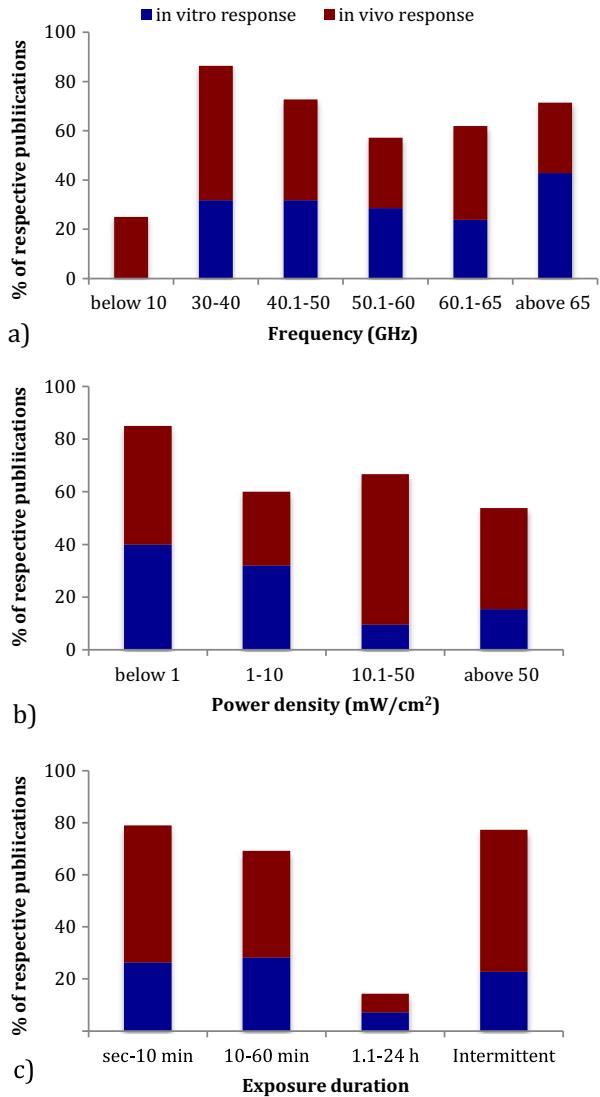 in vitro response in vivo response
% of respective publiications
100
80
60
40
20
0
below 10 30-40 40.1-50 50.1-60 60.1-65 above 65
Frequency (GHz)
a)
% of respective publiications
100
80
60
40
20
0
below 1 1-10 10.1-50 above 50
Power density (mW/cm²)
b)
% of respective publiications
100
80
60
40
20
sec-10 min 10-60 min 1.1-24 h Intermittent
Exposure duration
c)